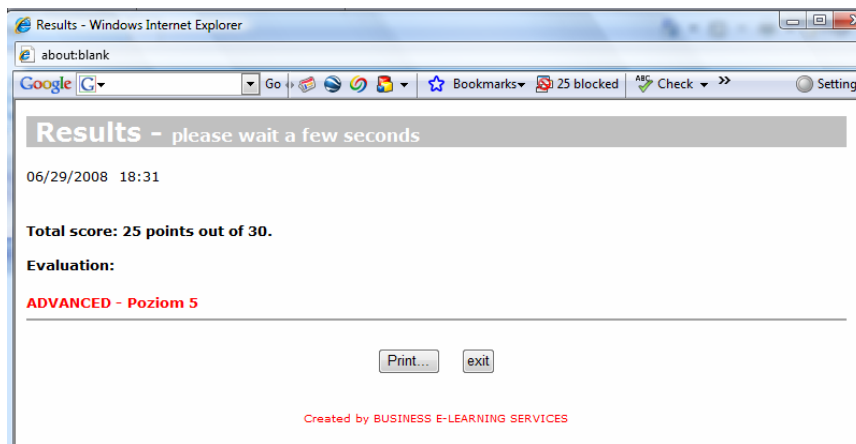 Results - Windows Internet Explorer
about:blank
Google G Go Bookmarks 25 blocked ABC Check » Setting
Results - please wait a few seconds
06/29/2008 18:31
Total score: 25 points out of 30.
Evaluation:
ADVANCED - Poziom 5
Print... exit
Created by BUSINESS E-LEARNING SERVICES